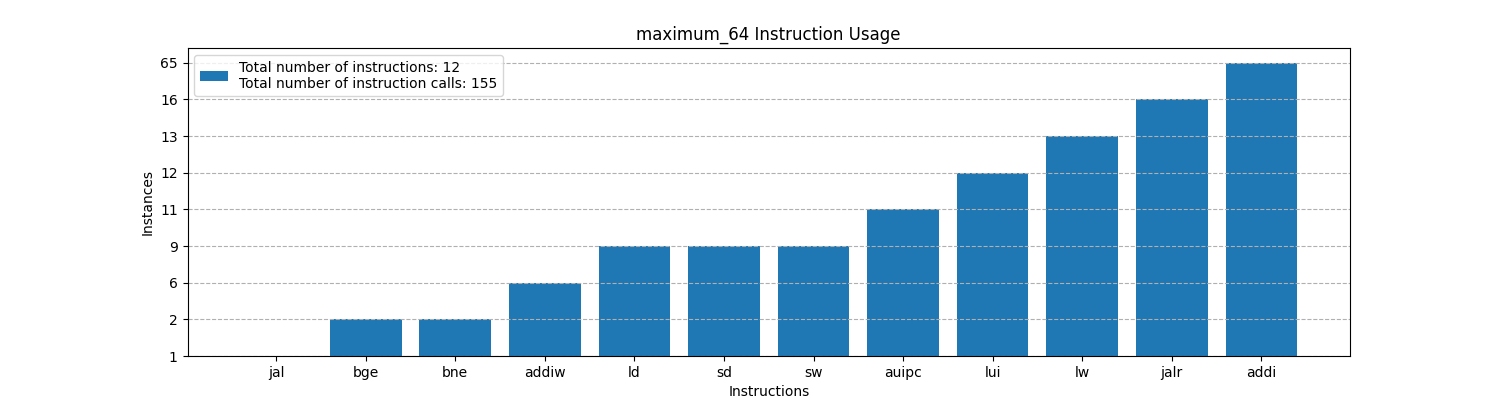 maximum_64 Instruction Usage
Total number of instructions: 12
Total number of instruction calls: 155
65
16
13
12
11
9
6
2
1
Instances
jal bge bne addiw ld sd sw auipc lui lw jalr addi
Instructions